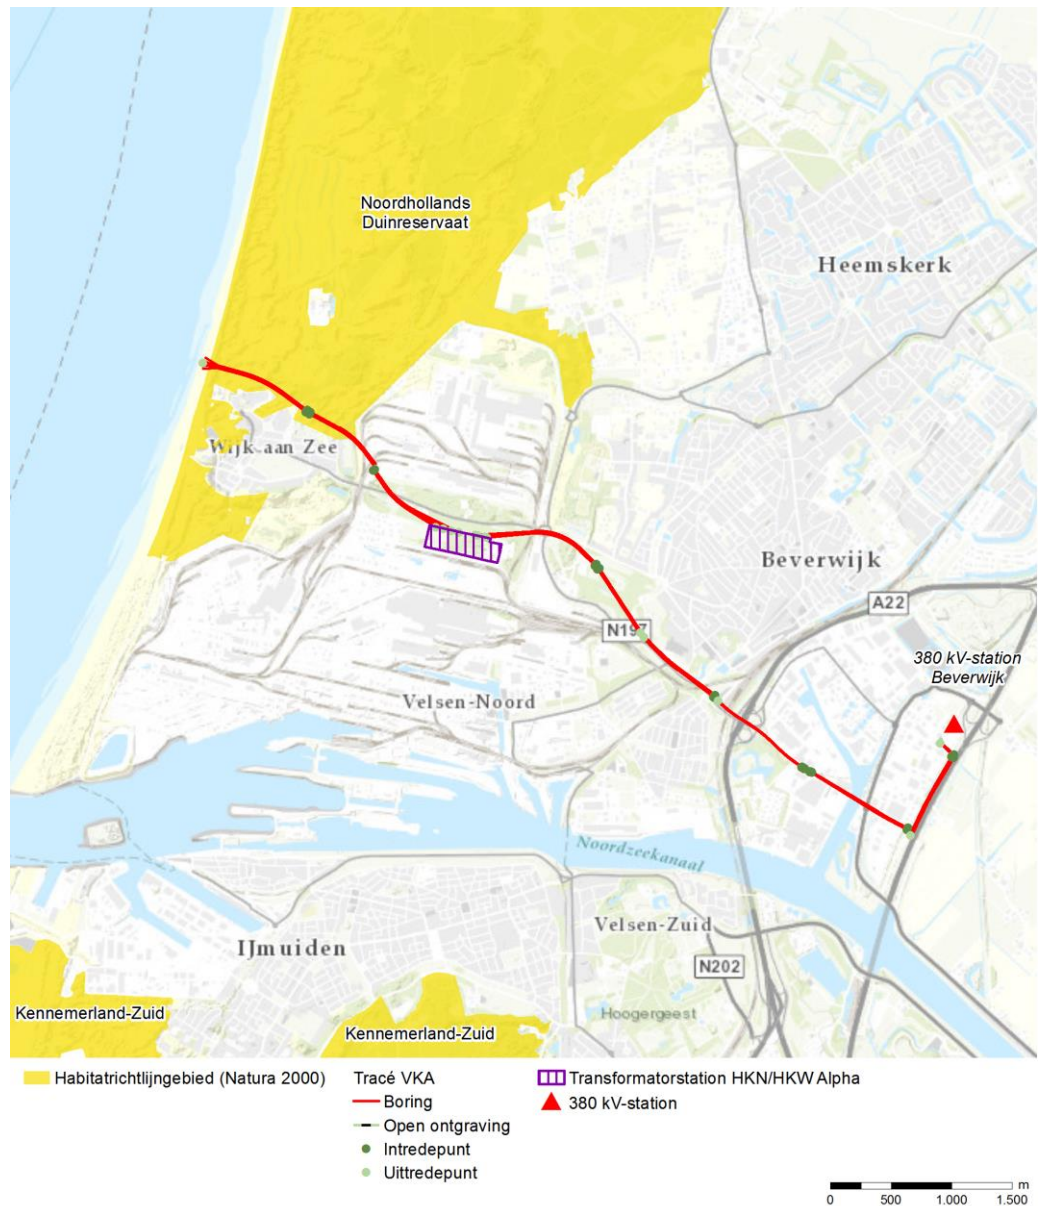 Noordhollands
Duinreservaat
Heemskerk
Wijk aan Zee
Beverwijk
A22
N197
380 kV-station
Beverwijk
Velsen-Noord
Noordzeekanaal
Velsen-Zuid
IJmuiden
N202
Kennemerland-Zuid
Hoogergeest
Kennemerland-Zuid
Habitatrichtlijngebied (Natura 2000)
Tracé VKA
Boring
Open ontgraving
Intredepunt
Uittredepunt
Transformatorstation HKN/HKW Alpha
380 kV-station
m
0 500 1.000 1.500